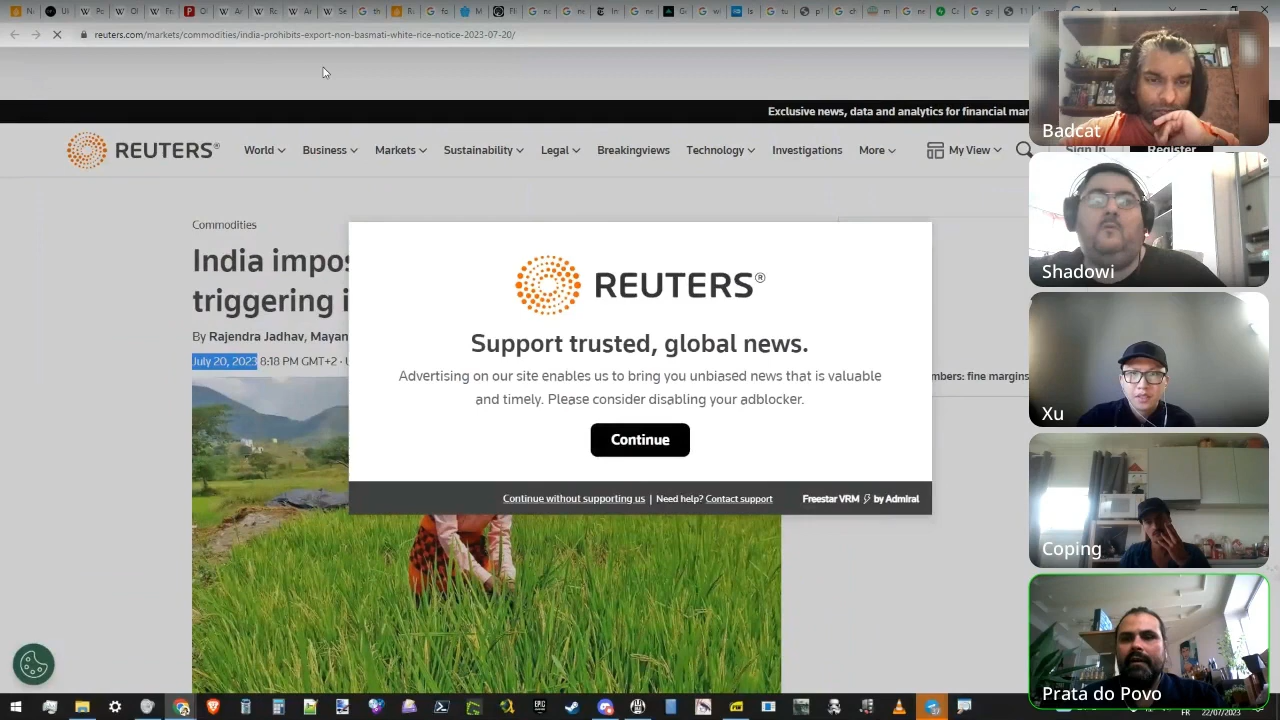 reuters.com/markets/commodities/india-prohibits-export-non-basmati-white-rice-notice-2023-07-20/
Exclusive news, data and analytics for financial mar
REUTERS®
World
Business
Markets
Sustainability
Legal
Breakingviews
Technology
Investigations
More
My View
Sign In
Register
Commodities
India impos
triggering i
By Rajendra Jadhav, Mayan
July 20, 2023 8:18 PM GMT+2 ·
REUTERS®
Support trusted, global news.
Advertising on our site enables us to bring you unbiased news that is valuable
and timely. Please consider disabling your adblocker.
Continue
Continue without supporting us | Need help? Contact support
Freestar VRM by Admiral
mbers: fine margins
Badcat
Shadowi
Xu
Coping
Prata do Povo
FR
22/07/2023